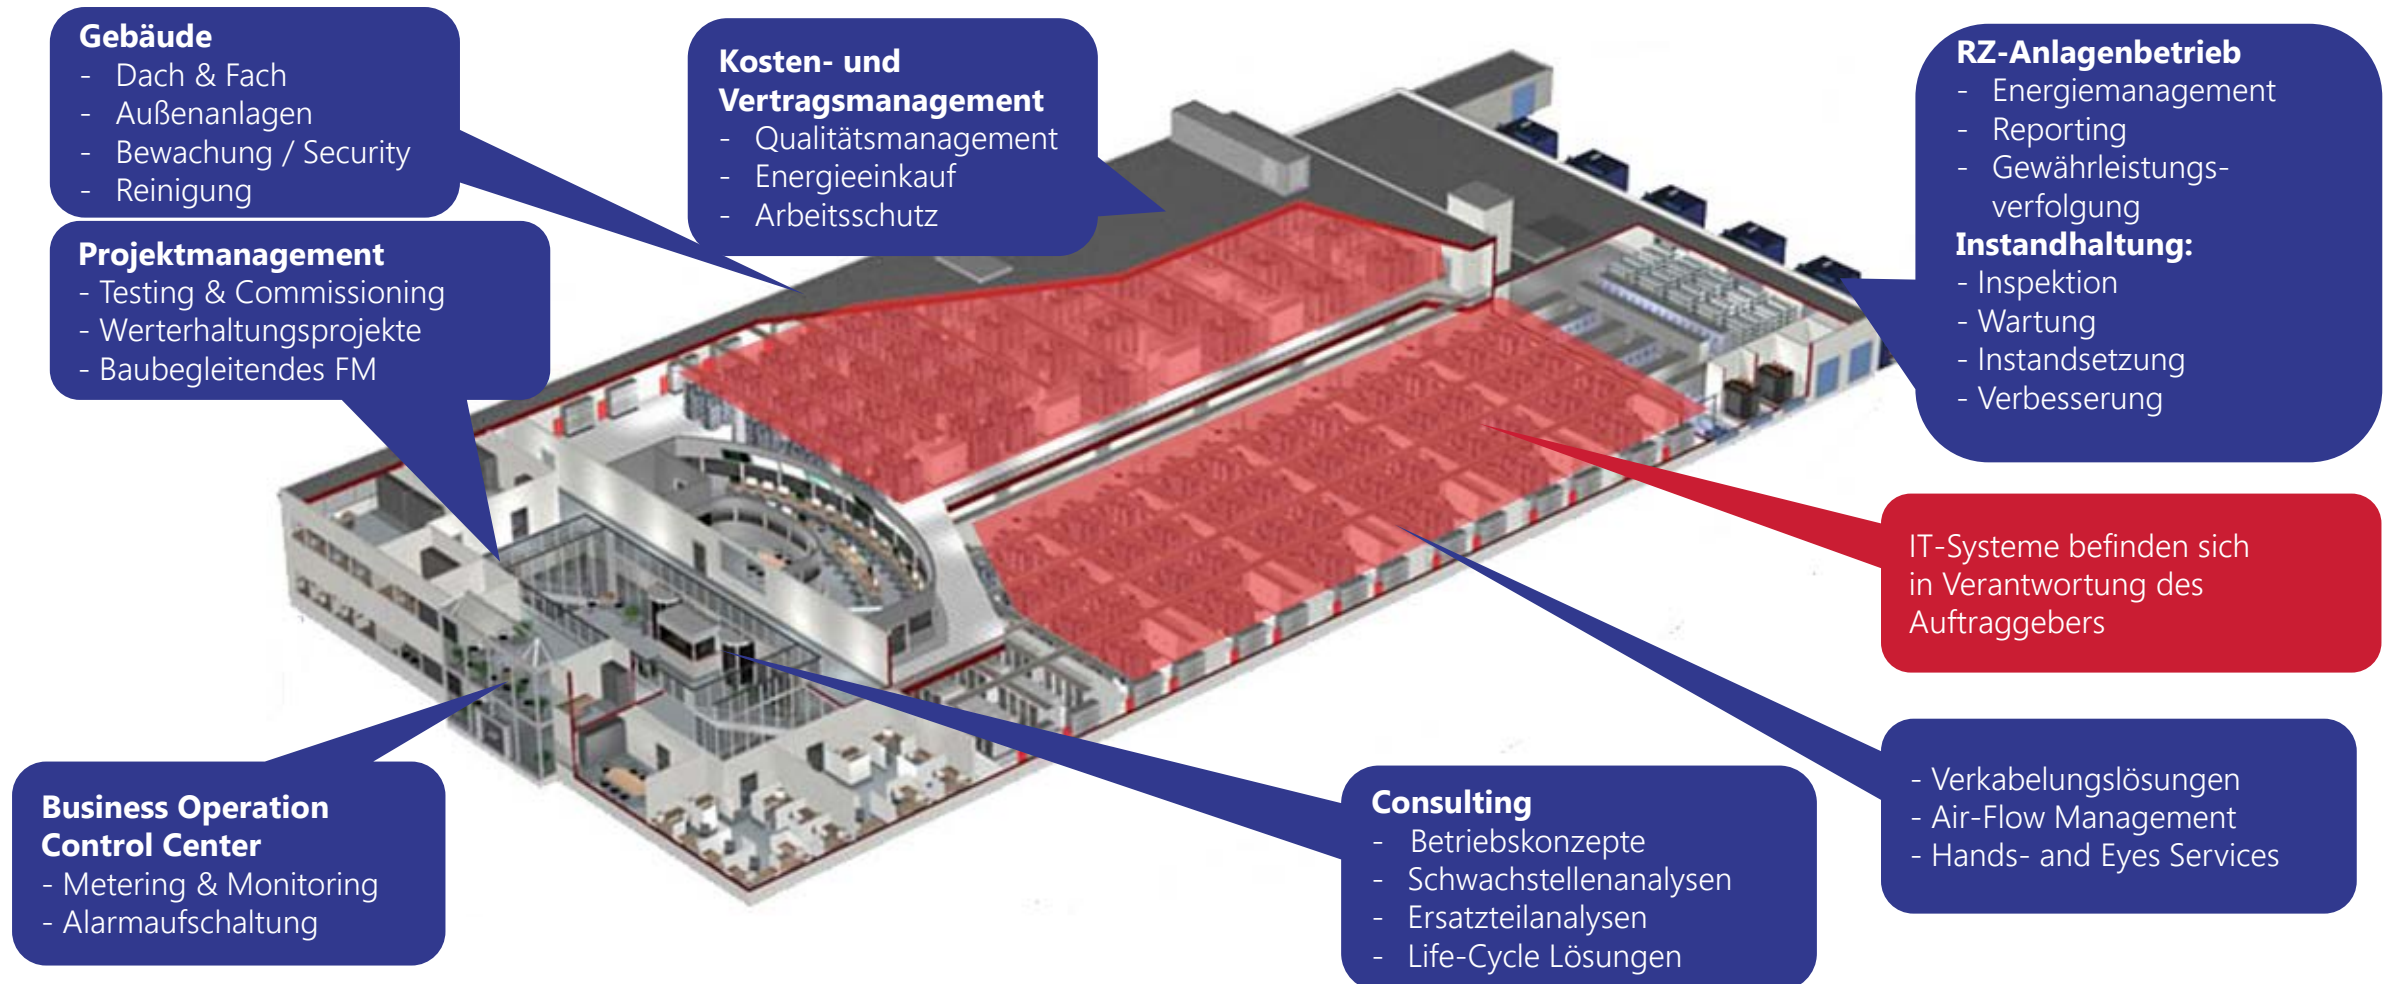 Gebäude
- Dach & Fach
- Außenanlagen
- Bewachung / Security
- Reinigung
Projektmanagement
- Testing & Commissioning
- Werterhaltungsprojekte
- Baubegleitendes FM
Kosten- und
Vertragsmanagement
- Qualitätsmanagement
- Energieeinkauf
- Arbeitsschutz
RZ-Anlagenbetrieb
- Energiemanagement
- Reporting
- Gewährleistungs-
verfolgung
Instandhaltung:
- Inspektion
- Wartung
- Instandsetzung
- Verbesserung
IT-Systeme befinden sich
in Verantwortung des
Auftraggebers
- Verkabelungslösungen
- Air-Flow Management
- Hands- and Eyes Services
Consulting
- Betriebskonzepte
- Schwachstellenanalysen
- Ersatzteilanalysen
- Life-Cycle Lösungen
Business Operation
Control Center
- Metering & Monitoring
- Alarmaufschaltung